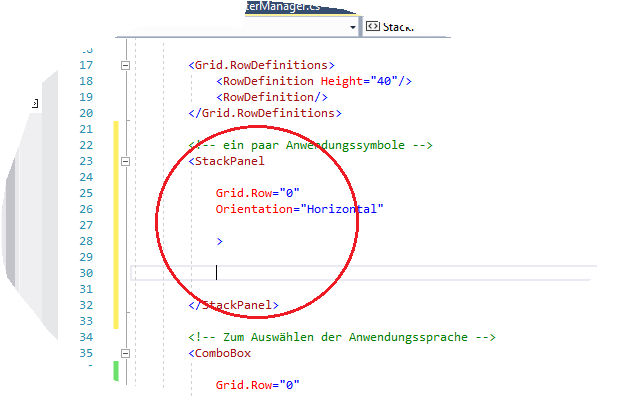 terManager.cs
Stack.
17 <Grid.RowDefinitions>
18 <RowDefinition Height="40"/>
19 <RowDefinition/>
20 </Grid.RowDefinitions>
21
22 <!-- ein paar Anwendungssymbole -->
23 <StackPanel
24
25 Grid.Row="0"
26 Orientation="Horizontal"
27
28 >
29
30
31
32 </StackPanel>
33
34 <!-- Zum Auswählen der Anwendungssprache -->
35 <ComboBox
Grid.Row="0"